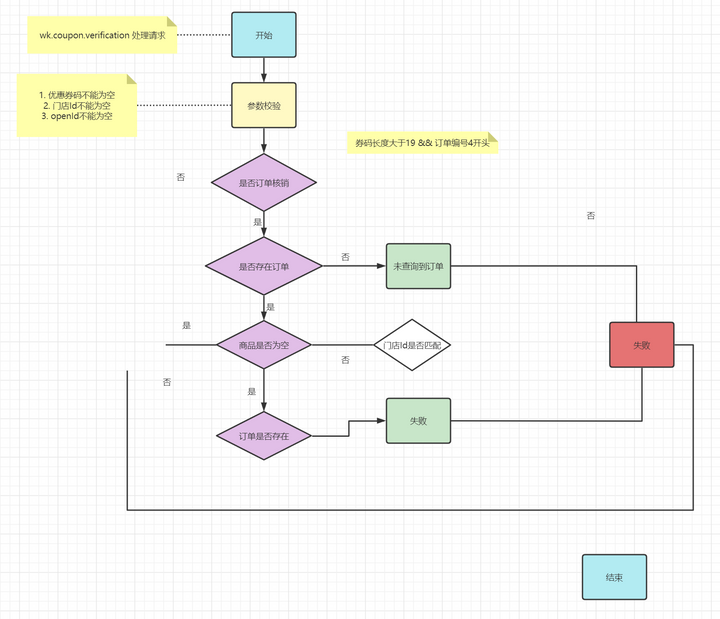 wk.coupon.verification 处理请求
开始
1. 优惠券码不能为空
2. 门店Id不能为空
3. openId不能为空
参数校验
券码长度大于19 && 订单编号4开头
否
是否订单核销
否
是
是否存在订单
否
未查询到订单
是
是
商品是否为空
否
门店Id是否匹配
失败
否
是
订单是否存在
失败
结束